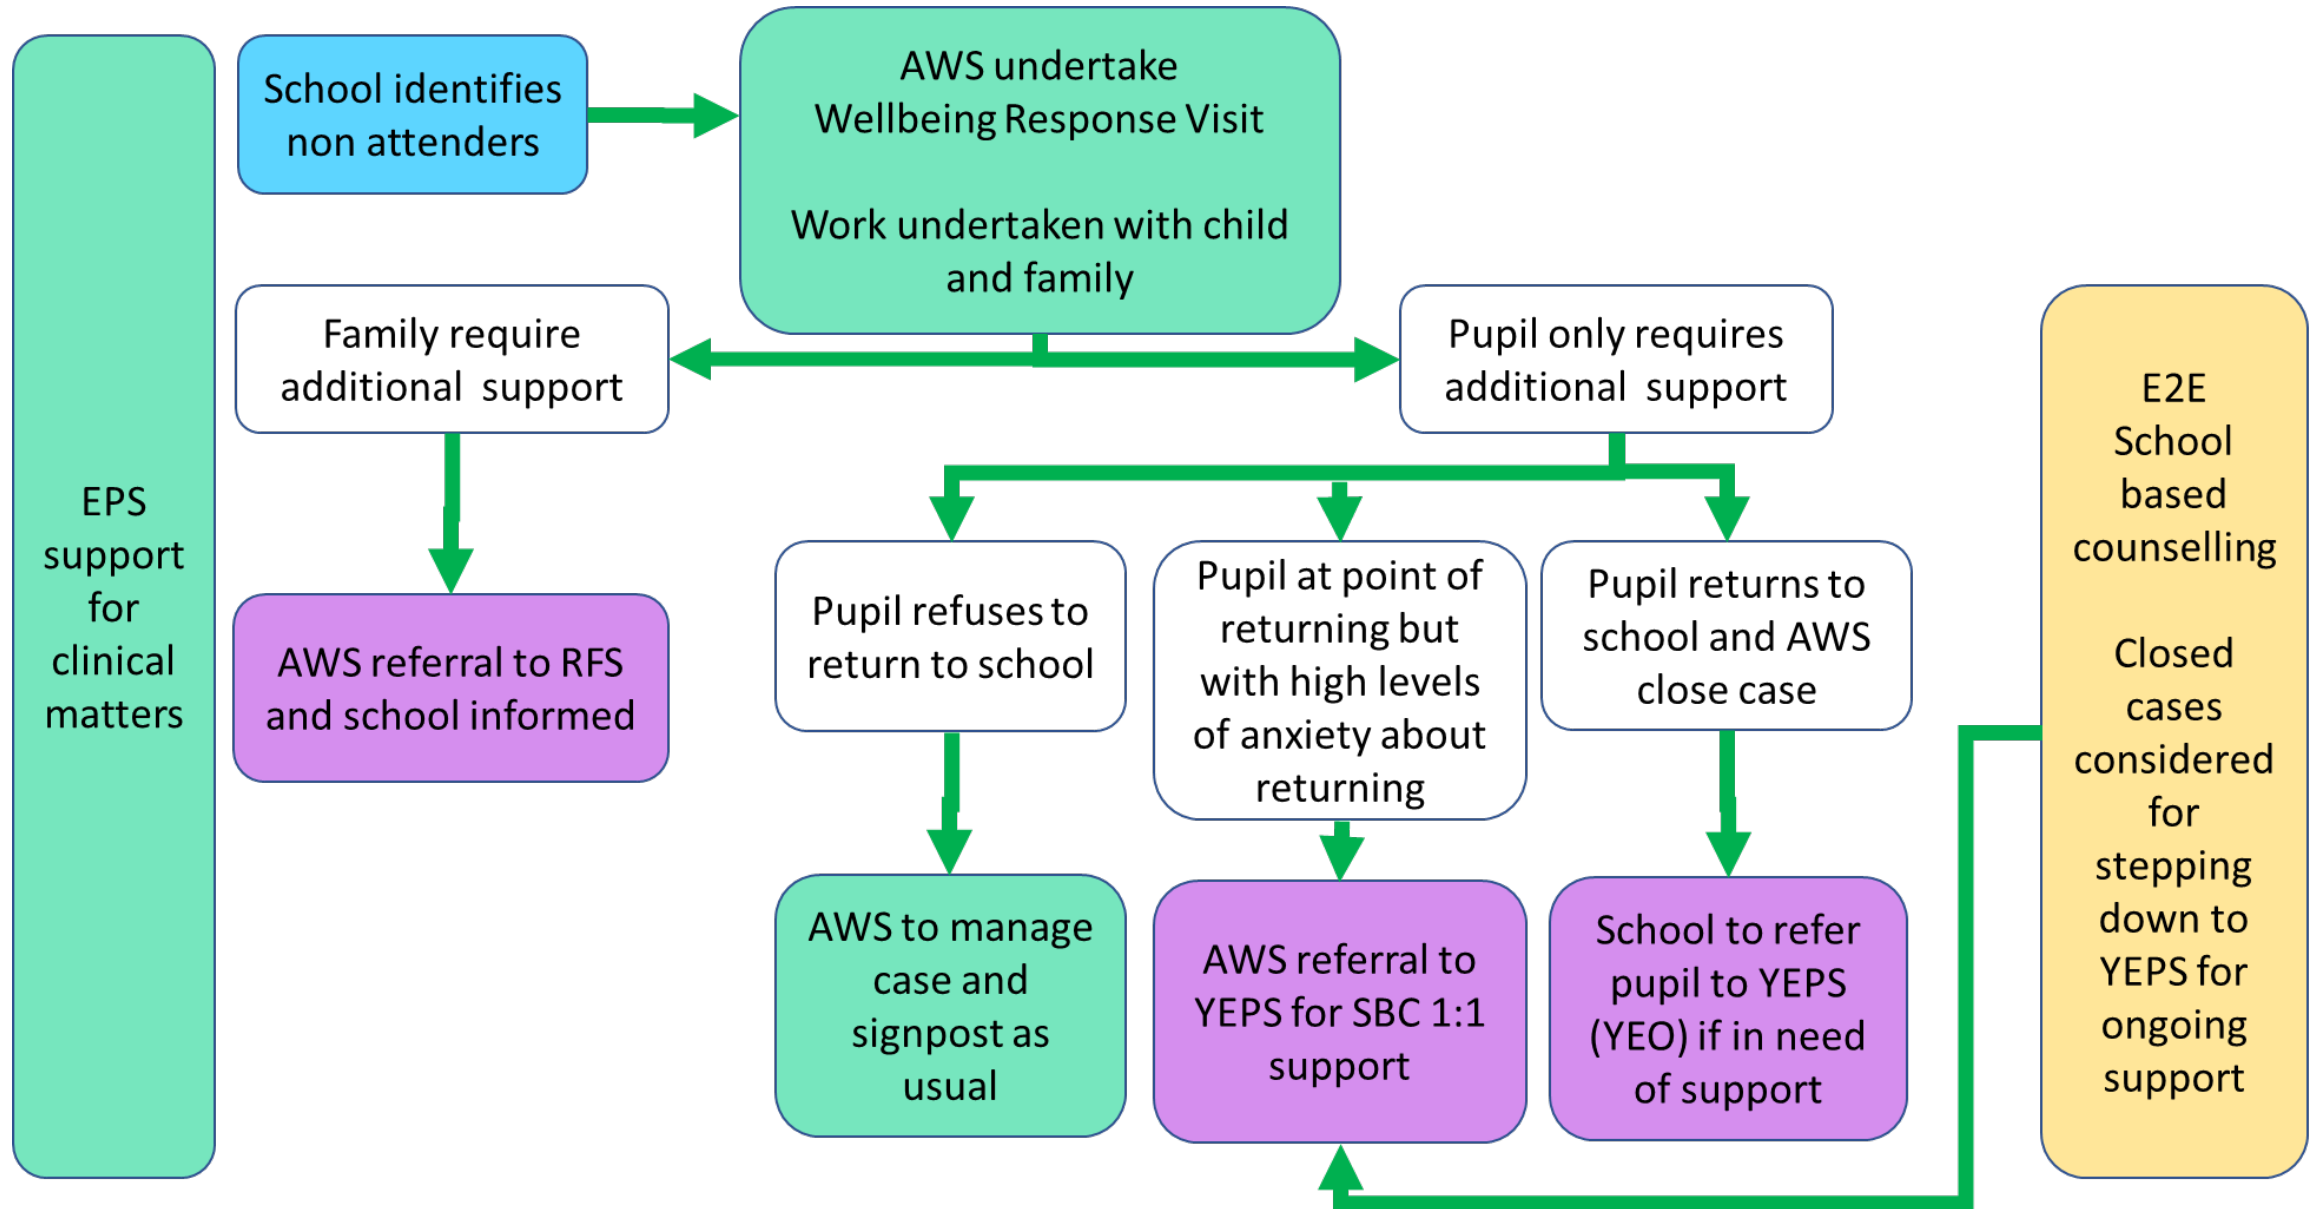 EPS
support
for
clinical
matters
School identifies
non attenders
AWS undertake
Wellbeing Response Visit
Work undertaken with child
and family
Family require
additional  support
Pupil only requires
additional  support
AWS referral to RFS
and school informed
Pupil refuses to
return to school
Pupil at point of
returning but
with high levels
of anxiety about
returning
Pupil returns to
school and AWS
close case
AWS to manage
case and
signpost as
usual
AWS referral to
YEPS for SBC 1:1
support
School to refer
pupil to YEPS
(YEO) if in need
of support
E2E
School
based
counselling
Closed
cases
considered
for
stepping
down to
YEPS for
ongoing
support